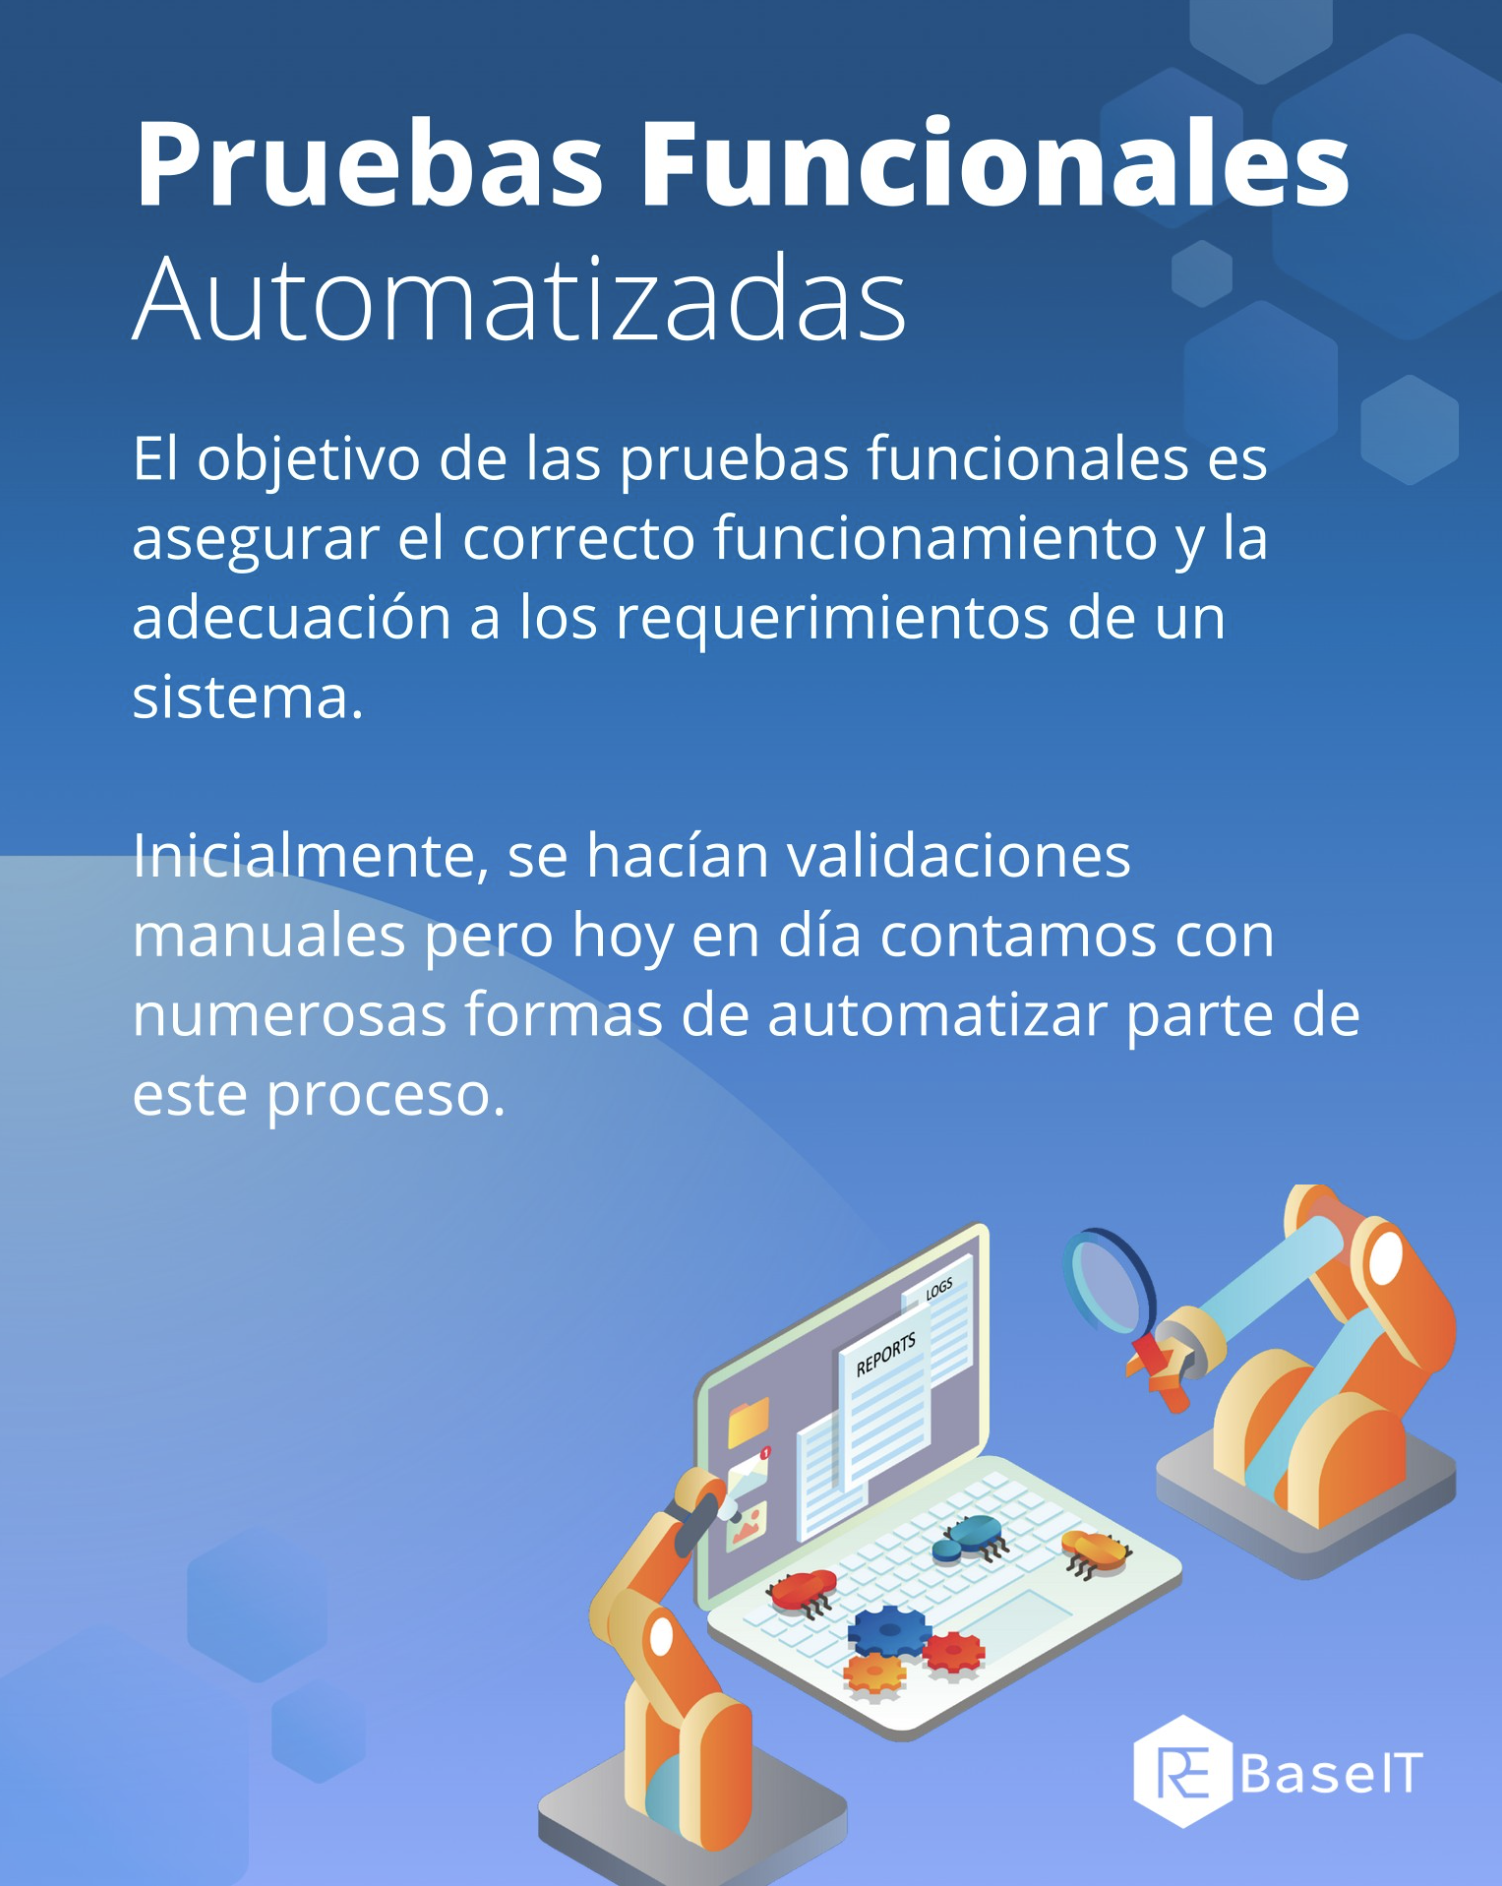 Pruebas Funcionales
Automatizadas
El objetivo de las pruebas funcionales es
asegurar el correcto funcionamiento y la
adecuación a los requerimientos de un
sistema.
Inicialmente, se hacían validaciones
manuales pero hoy en día contamos con
numerosas formas de automatizar parte de
este proceso.
LOGS
REPORTS
1
RE BaseIT